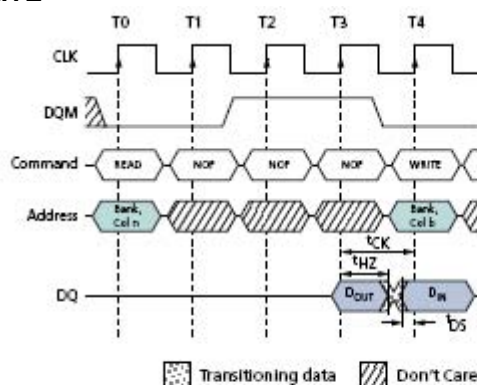 T0 T1 T2 T3 T4
CLK
DQM
Command READ NOP NOP NOP WRITE
Address Bank, Col n Bank, Col b
tCK
tHZ
DQ DOUT DIN
tDS
Transitioning data Don't Care